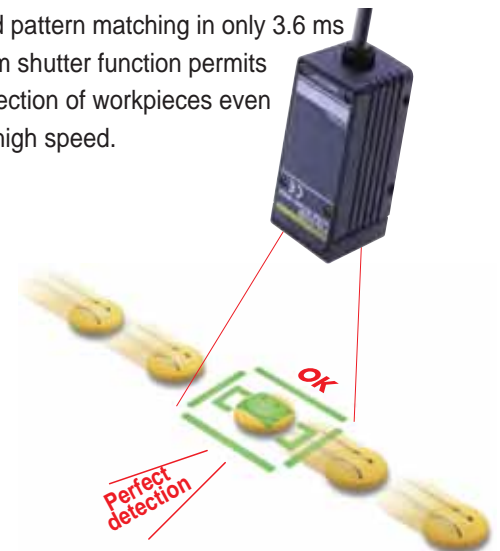 d pattern matching in only 3.6 ms
m shutter function permits
ection of workpieces even
high speed.
OK
Perfect
detection